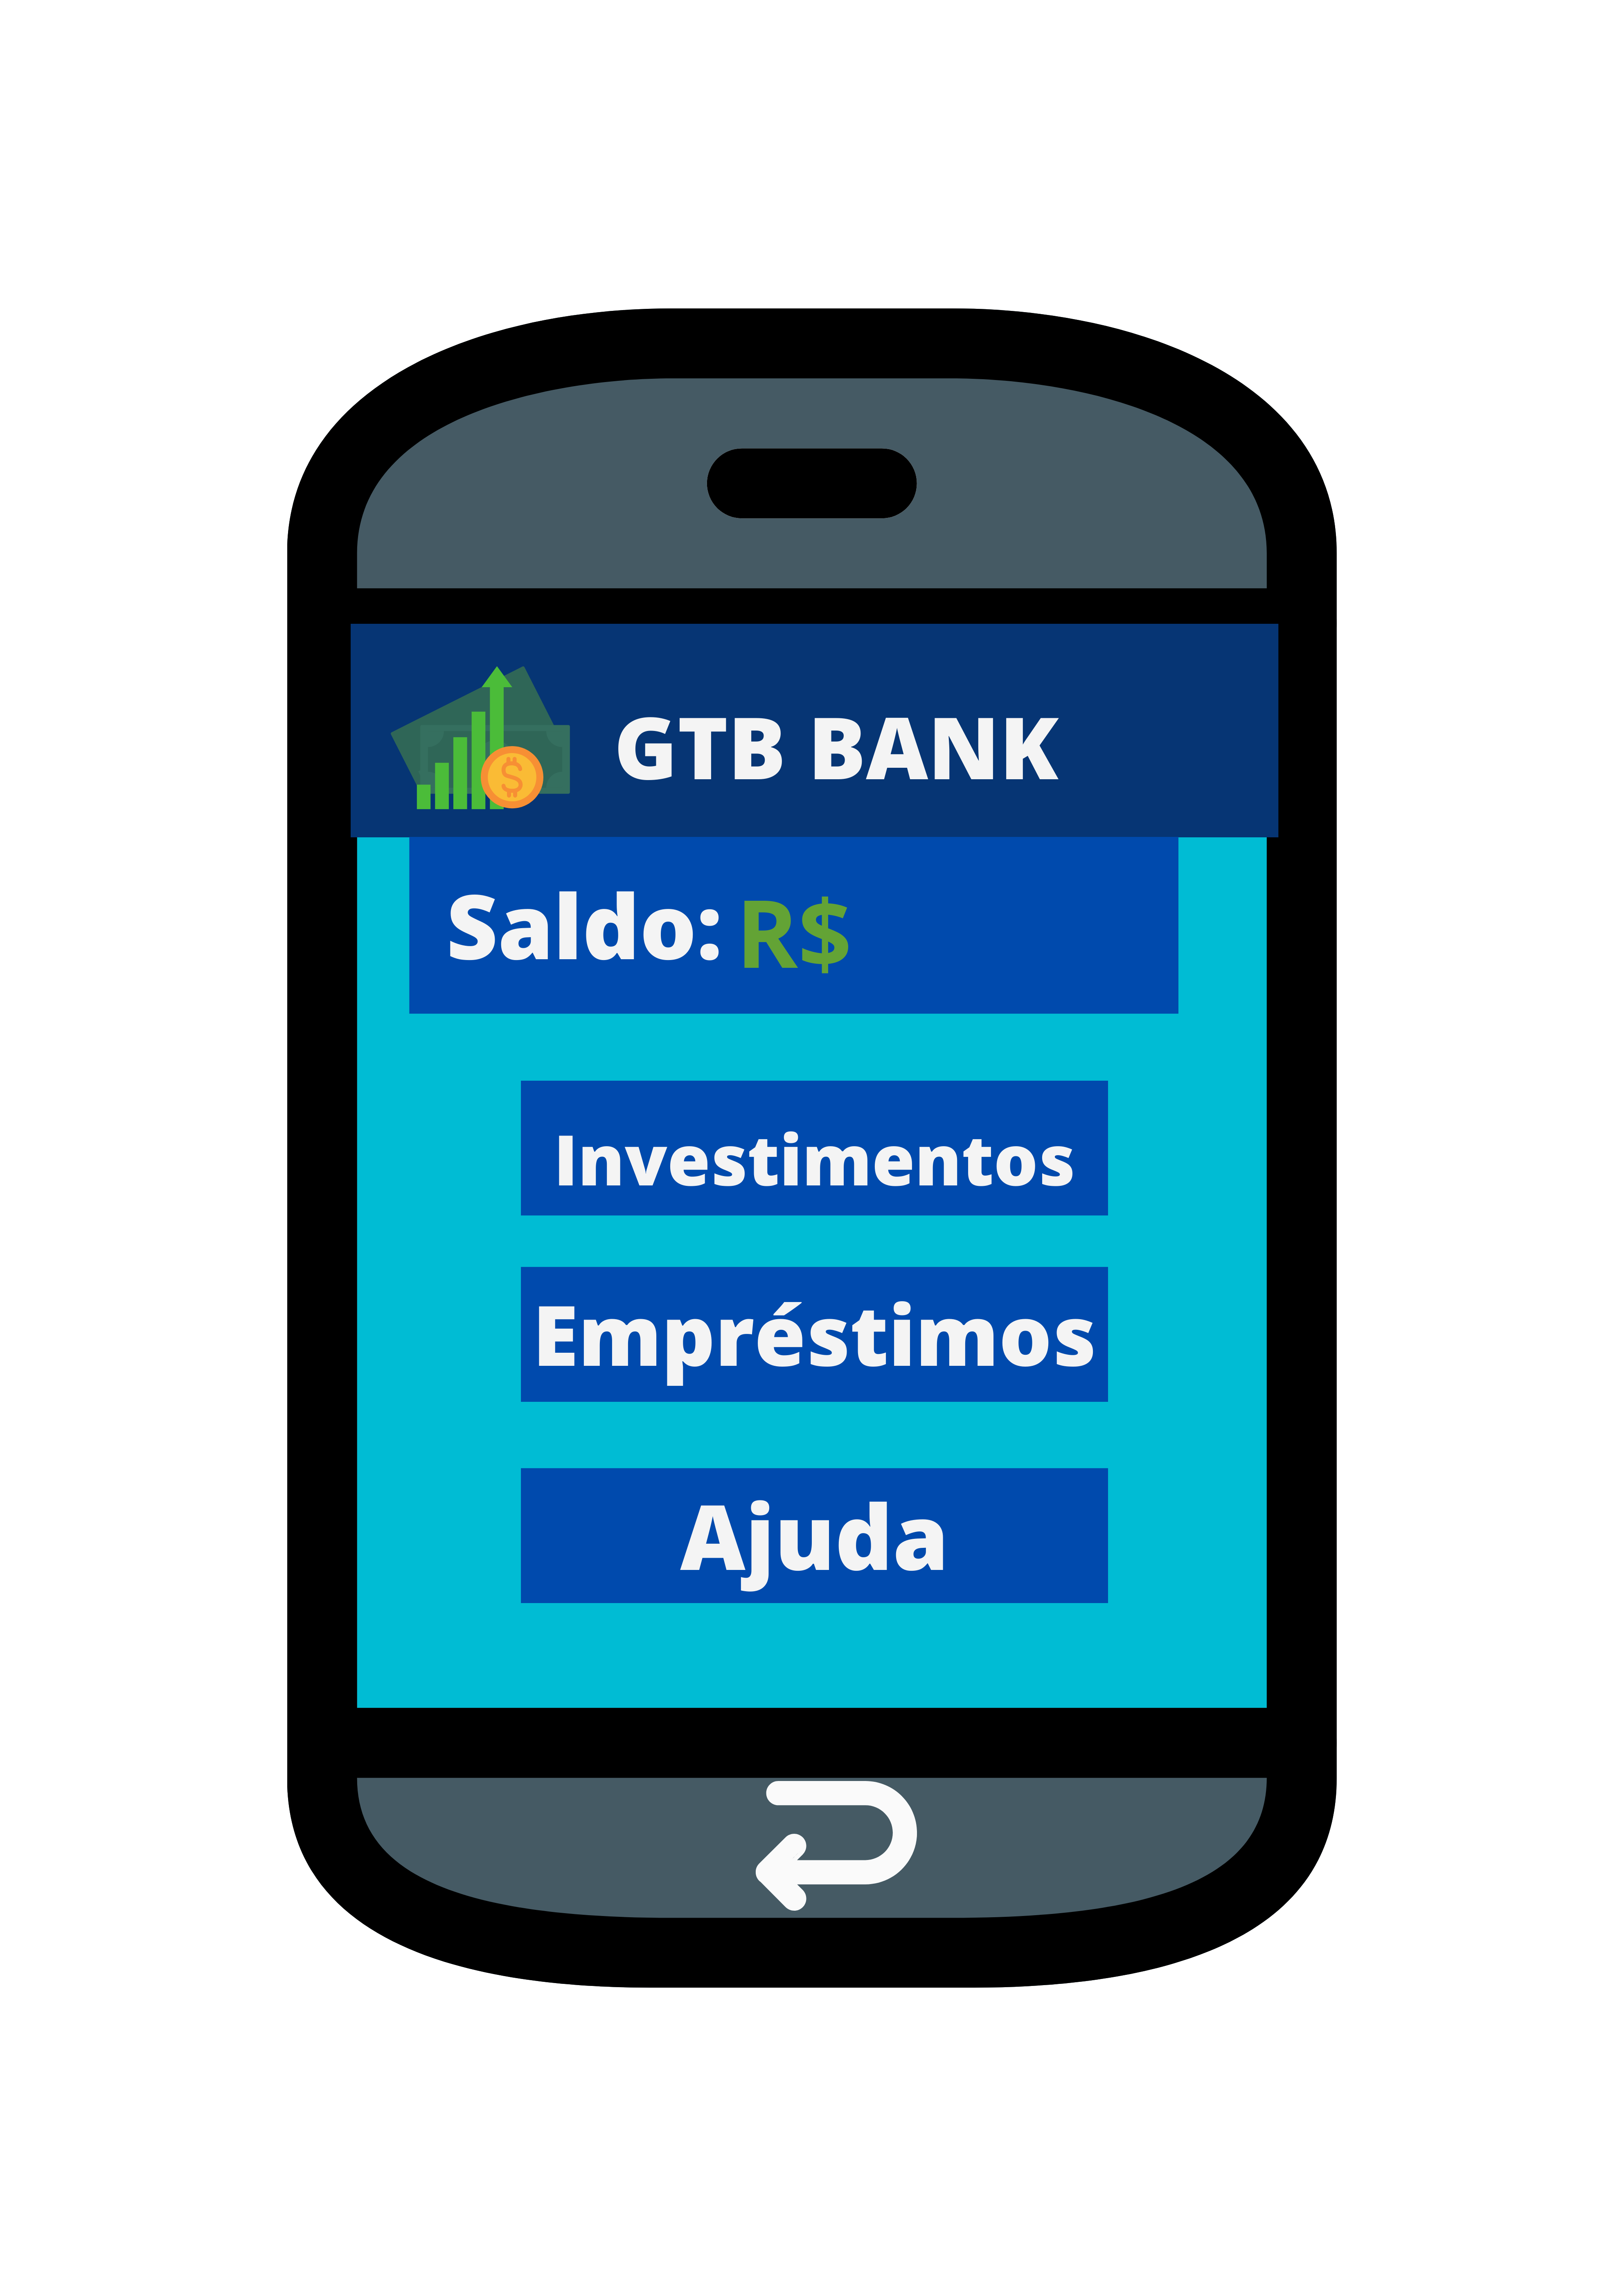 GTB BANK
Saldo: R$
Investimentos
Empréstimos
Ajuda